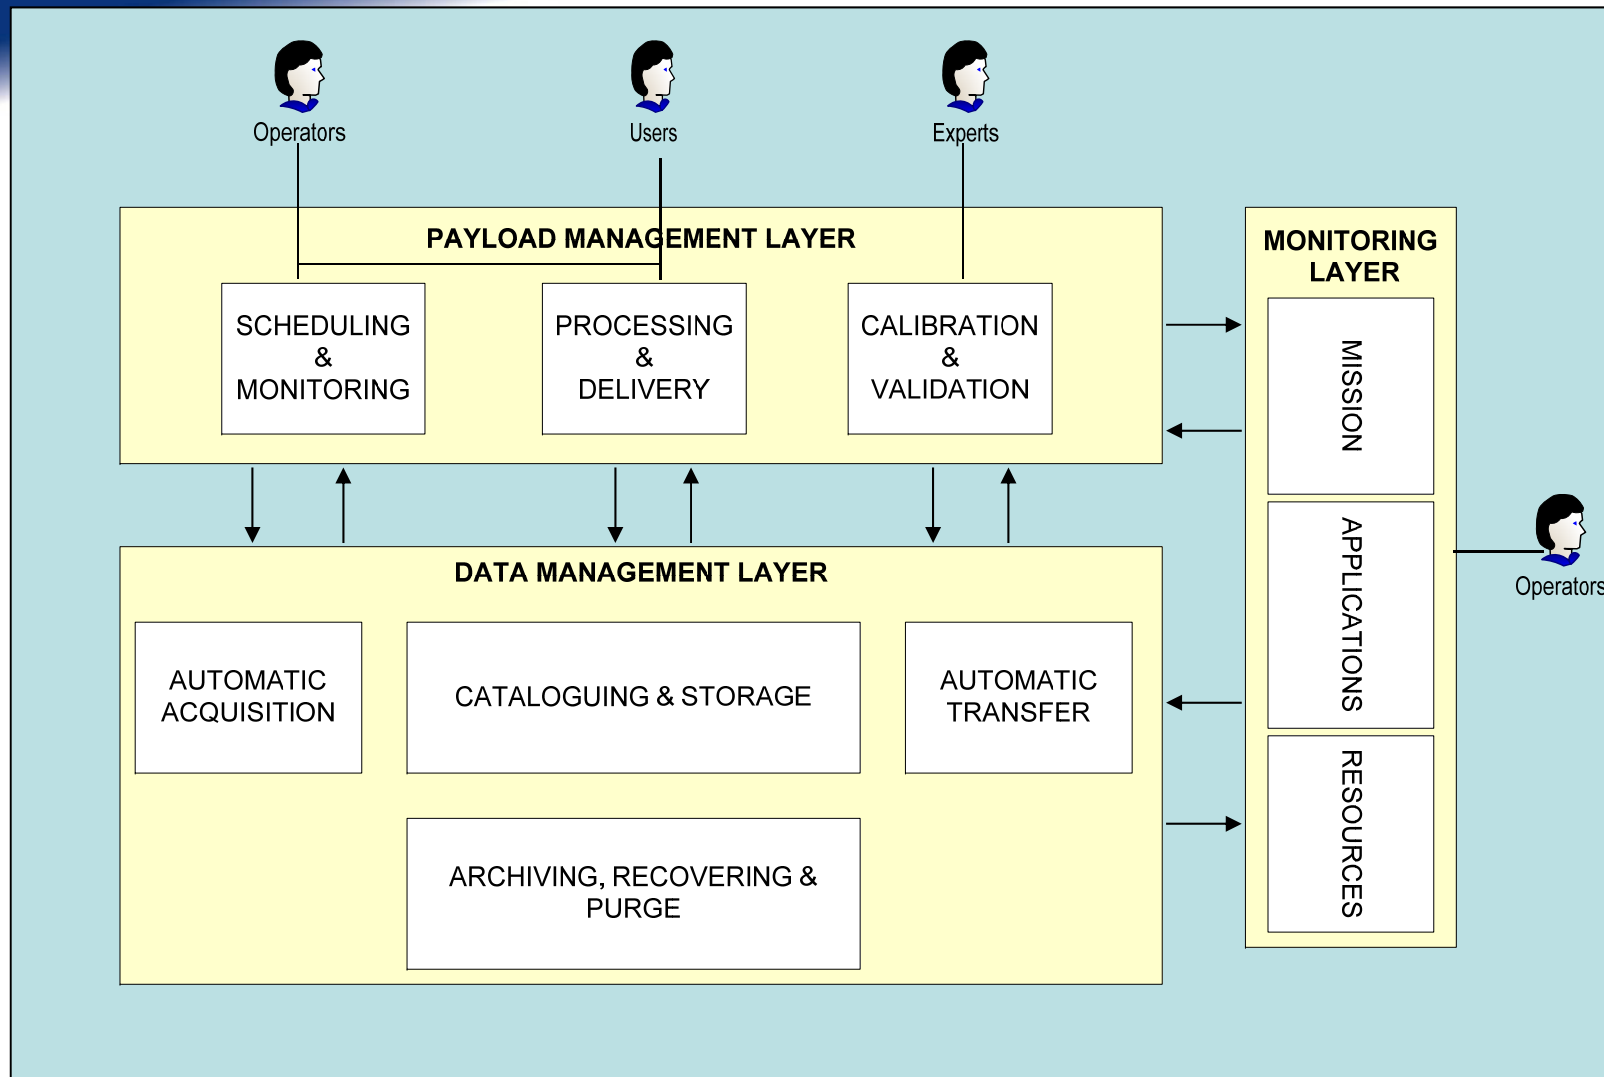 Operators
Users
Experts
PAYLOAD MANAGEMENT LAYER
SCHEDULING
&
MONITORING
PROCESSING
&
DELIVERY
CALIBRATION
&
VALIDATION
MONITORING
LAYER
MISSION
APPLICATIONS
RESOURCES
Operators
DATA MANAGEMENT LAYER
AUTOMATIC
ACQUISITION
CATALOGUING & STORAGE
AUTOMATIC
TRANSFER
ARCHIVING, RECOVERING &
PURGE